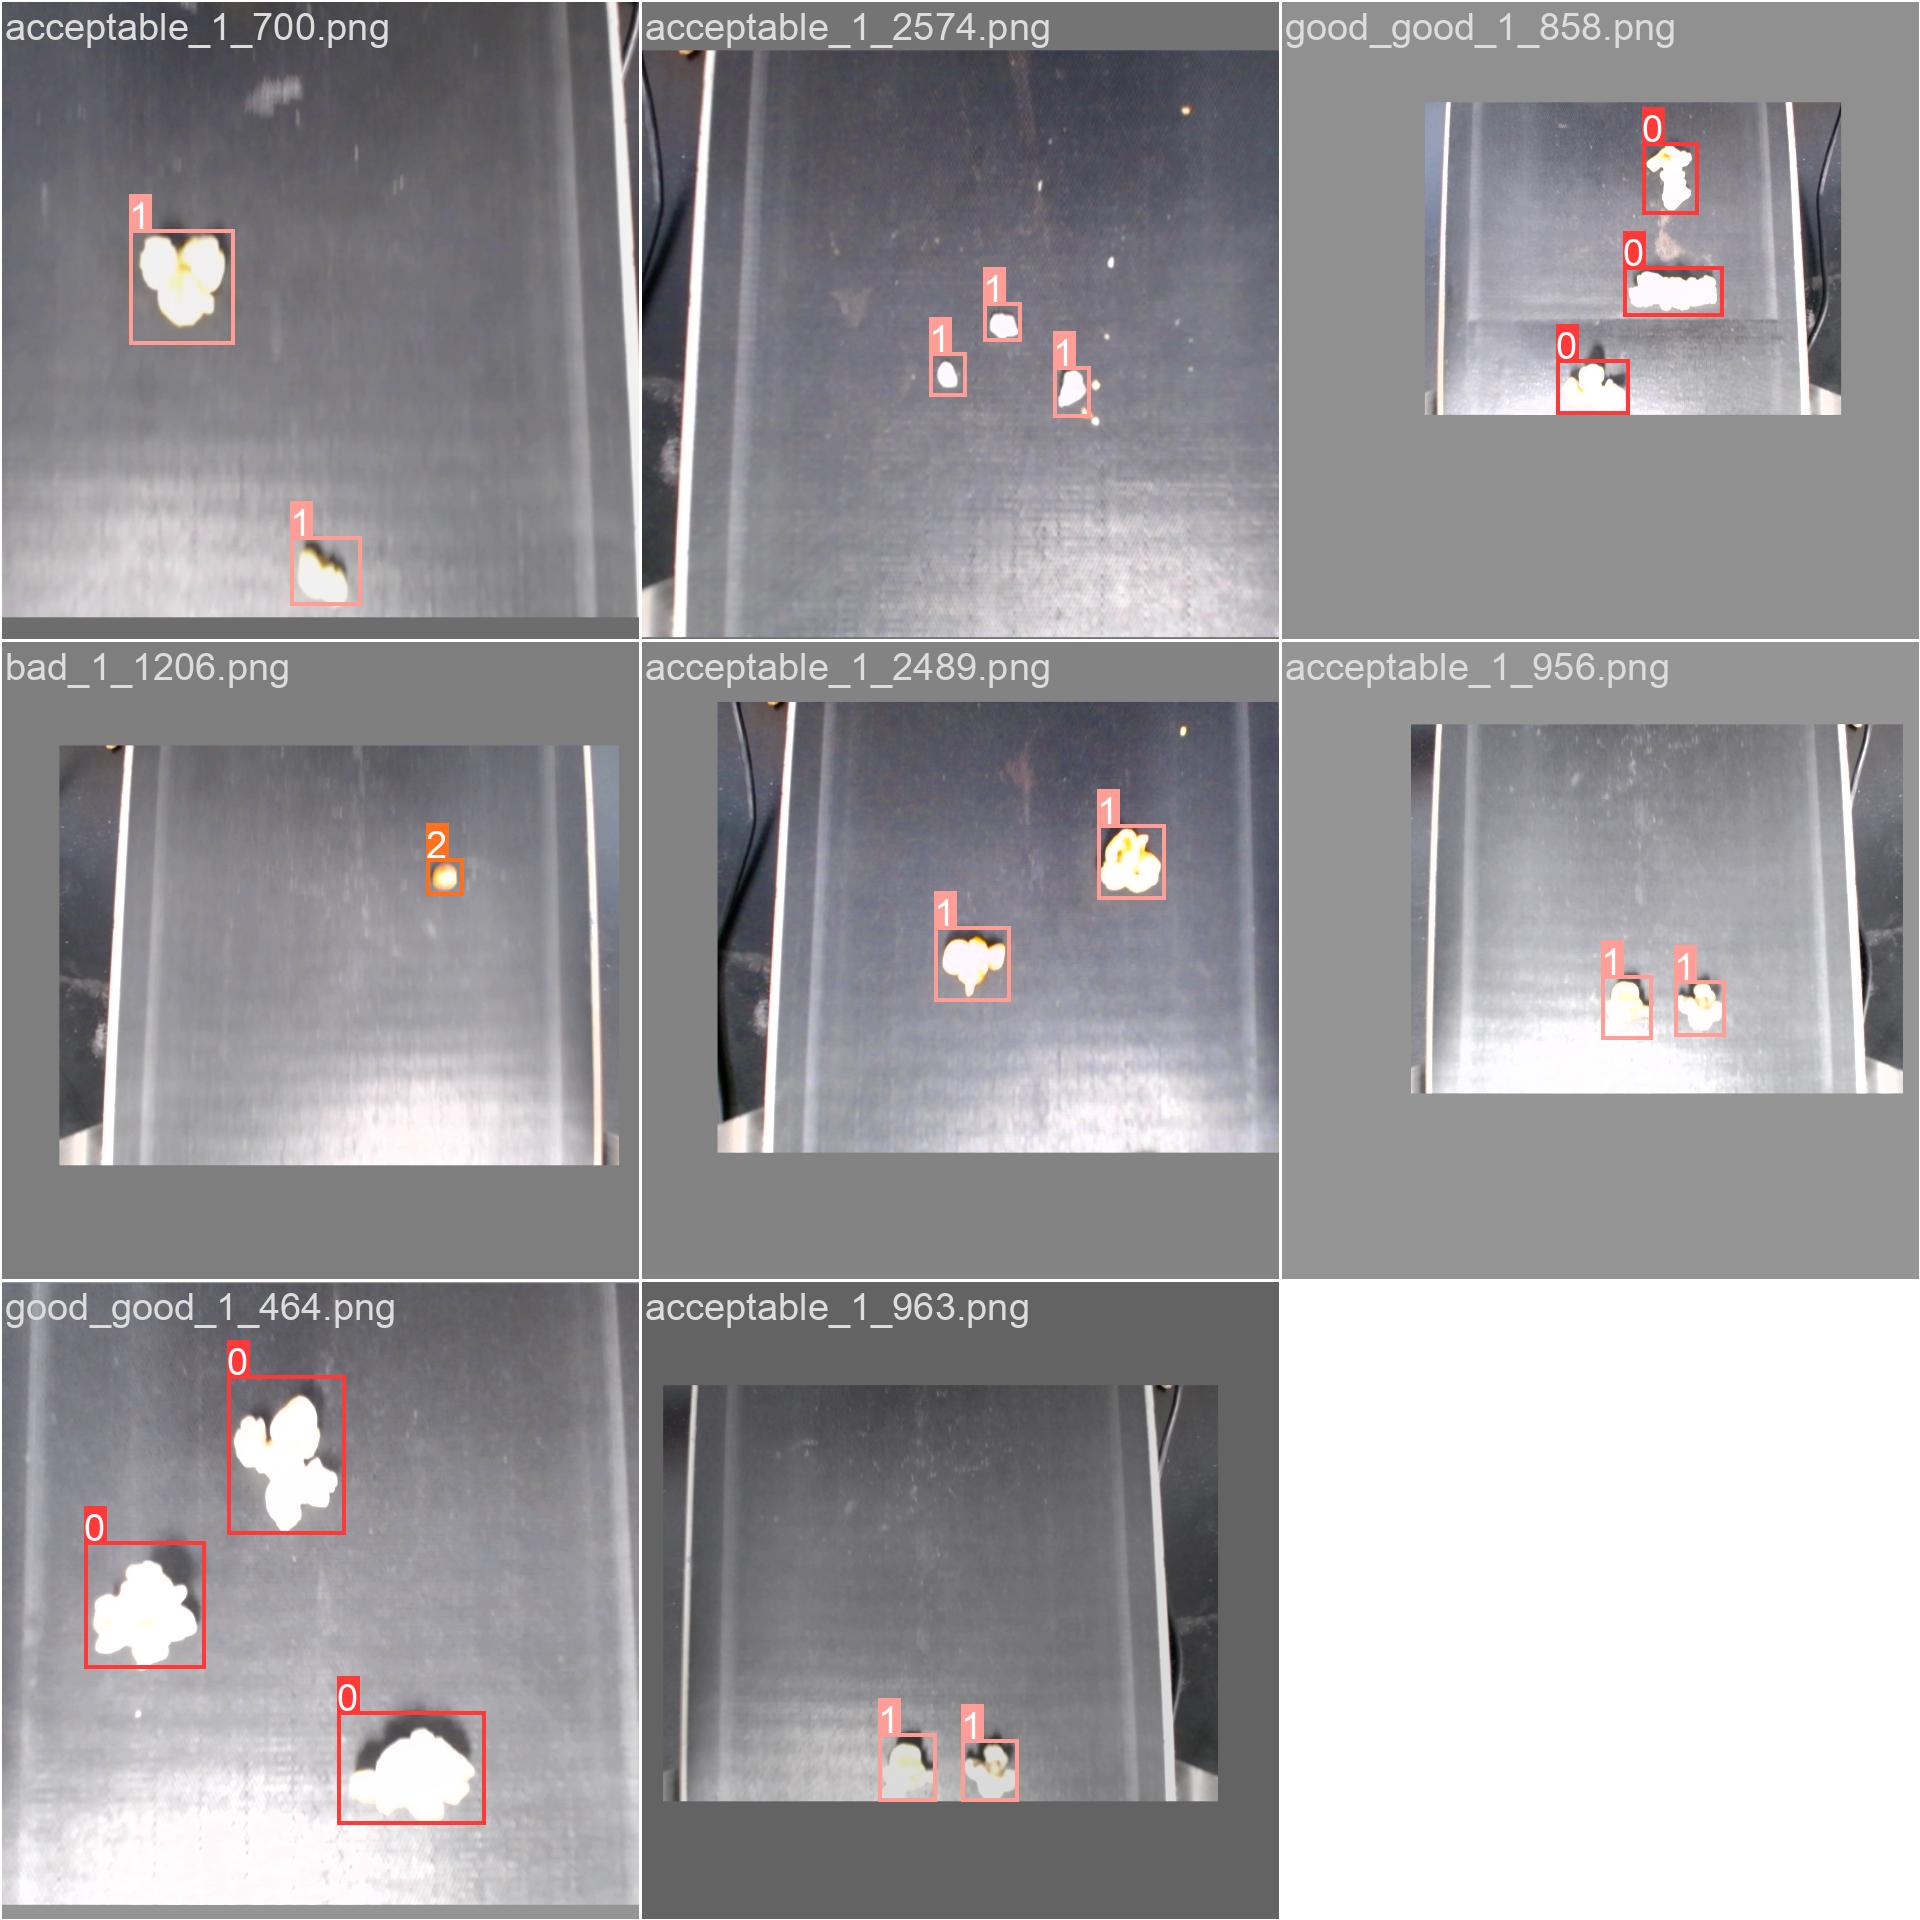 acceptable_1_700.png
1
1
acceptable_1_2574.png
1
1
1
good_good_1_858.png
0
0
0
bad_1_1206.png
2
acceptable_1_2489.png
1
1
acceptable_1_956.png
1
1
good_good_1_464.png
0
0
0
acceptable_1_963.png
1
1